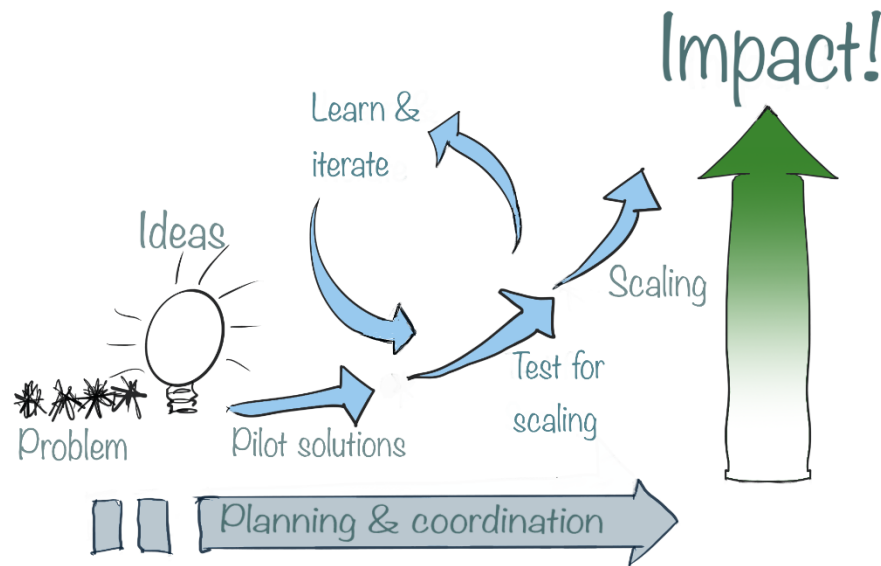 Impact!
Learn &
iterate
Ideas
Scaling
Test for
scaling
Problem
Pilot solutions
Planning & coordination